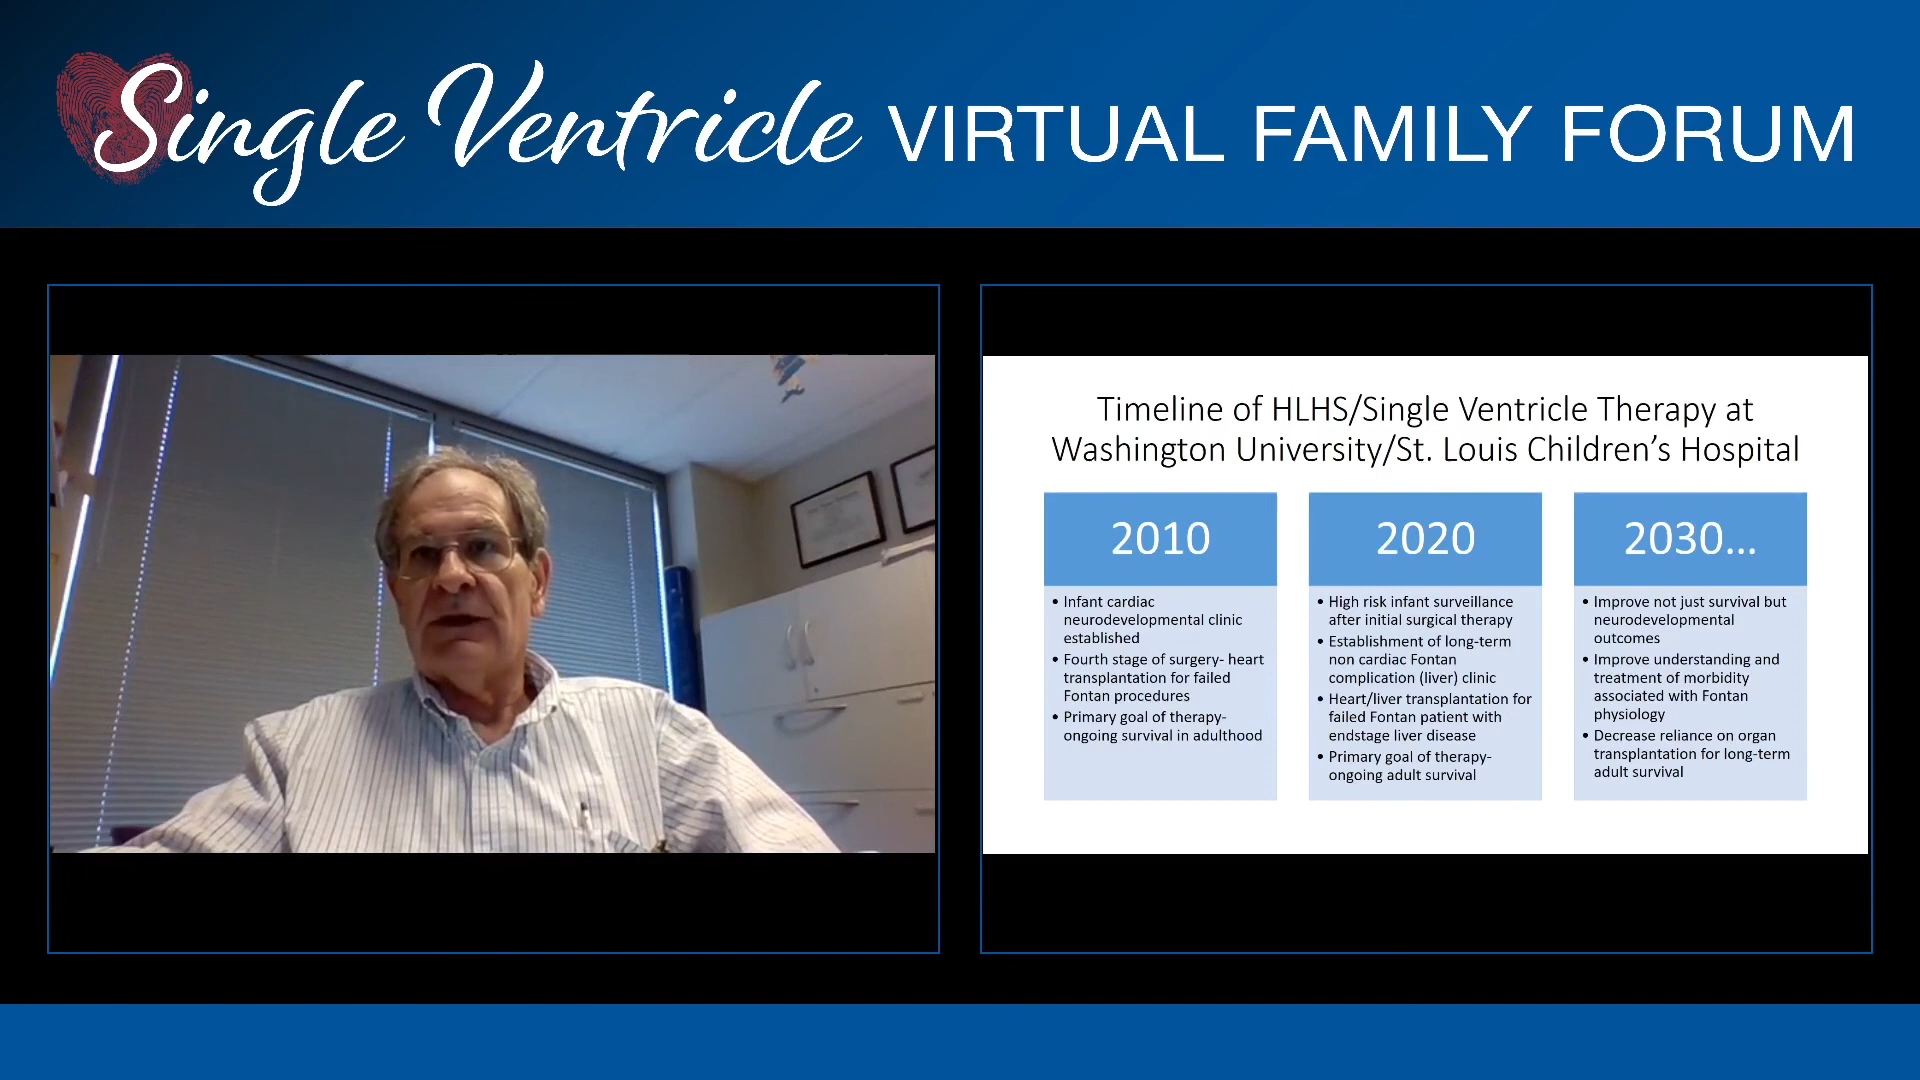 Single Ventricle VIRTUAL FAMILY FORUM
Timeline of HLHS/Single Ventricle Therapy at
Washington University/St. Louis Children's Hospital
2010
• Infant cardiac
neurodevelopmental clinic
established
• Fourth stage of surgery- heart
transplantation for failed
Fontan procedures
• Primary goal of therapy-
ongoing survival in adulthood
2020
• High risk infant surveillance
after initial surgical therapy
• Establishment of long-term
non cardiac Fontan
complication (liver) clinic
• Heart/liver transplantation for
failed Fontan patient with
endstage liver disease
• Primary goal of therapy-
ongoing adult survival
2030...
• Improve not just survival but
neurodevelopmental
outcomes
• Improve understanding and
treatment of morbidity
associated with Fontan
physiology
• Decrease reliance on organ
transplantation for long-term
adult survival